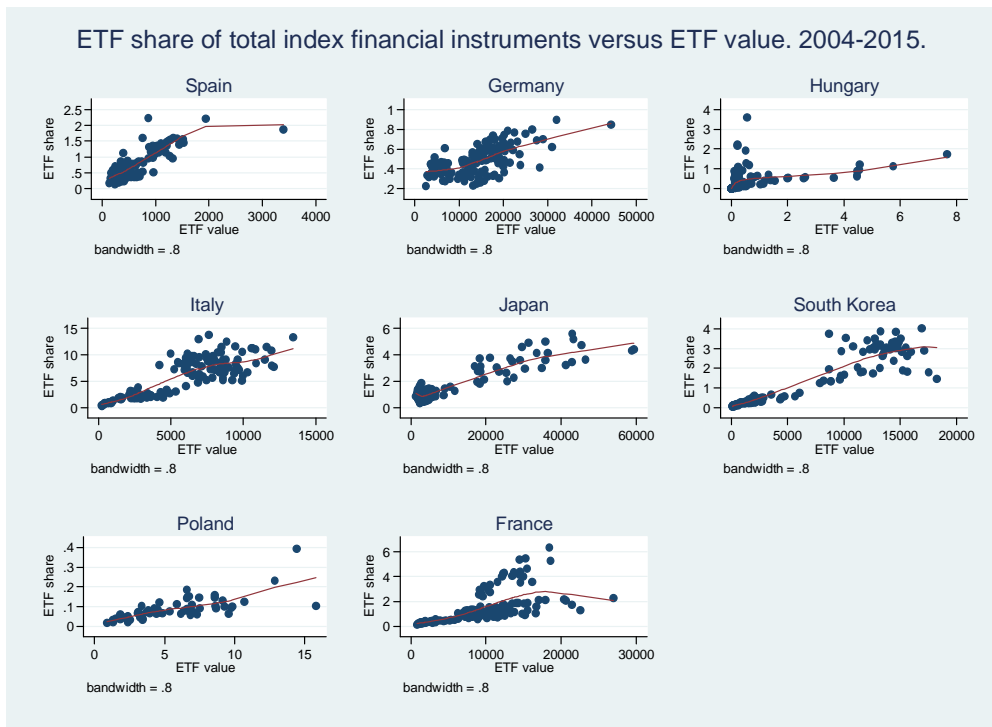 ETF share of total index financial instruments versus ETF value. 2004-2015.
Spain
ETF share
2.5
2
1.5
1
.5
0
0 1000 2000 3000 4000
ETF value
bandwidth = .8
Germany
ETF share
1
.8
.6
.4
.2
0 10000 20000 30000 40000 50000
ETF value
bandwidth = .8
Hungary
ETF share
4
3
2
1
0
0 2 4 6 8
ETF value
bandwidth = .8
Italy
ETF share
15
10
5
0
0 5000 10000 15000
ETF value
bandwidth = .8
Japan
ETF share
6
4
2
0
0 20000 40000 60000
ETF value
bandwidth = .8
South Korea
ETF share
4
3
2
1
0
0 5000 10000 15000 20000
ETF value
bandwidth = .8
Poland
ETF share
.4
.3
.2
.1
0
0 5 10 15
ETF value
bandwidth = .8
France
ETF share
6
4
2
0
0 10000 20000 30000
ETF value
bandwidth = .8